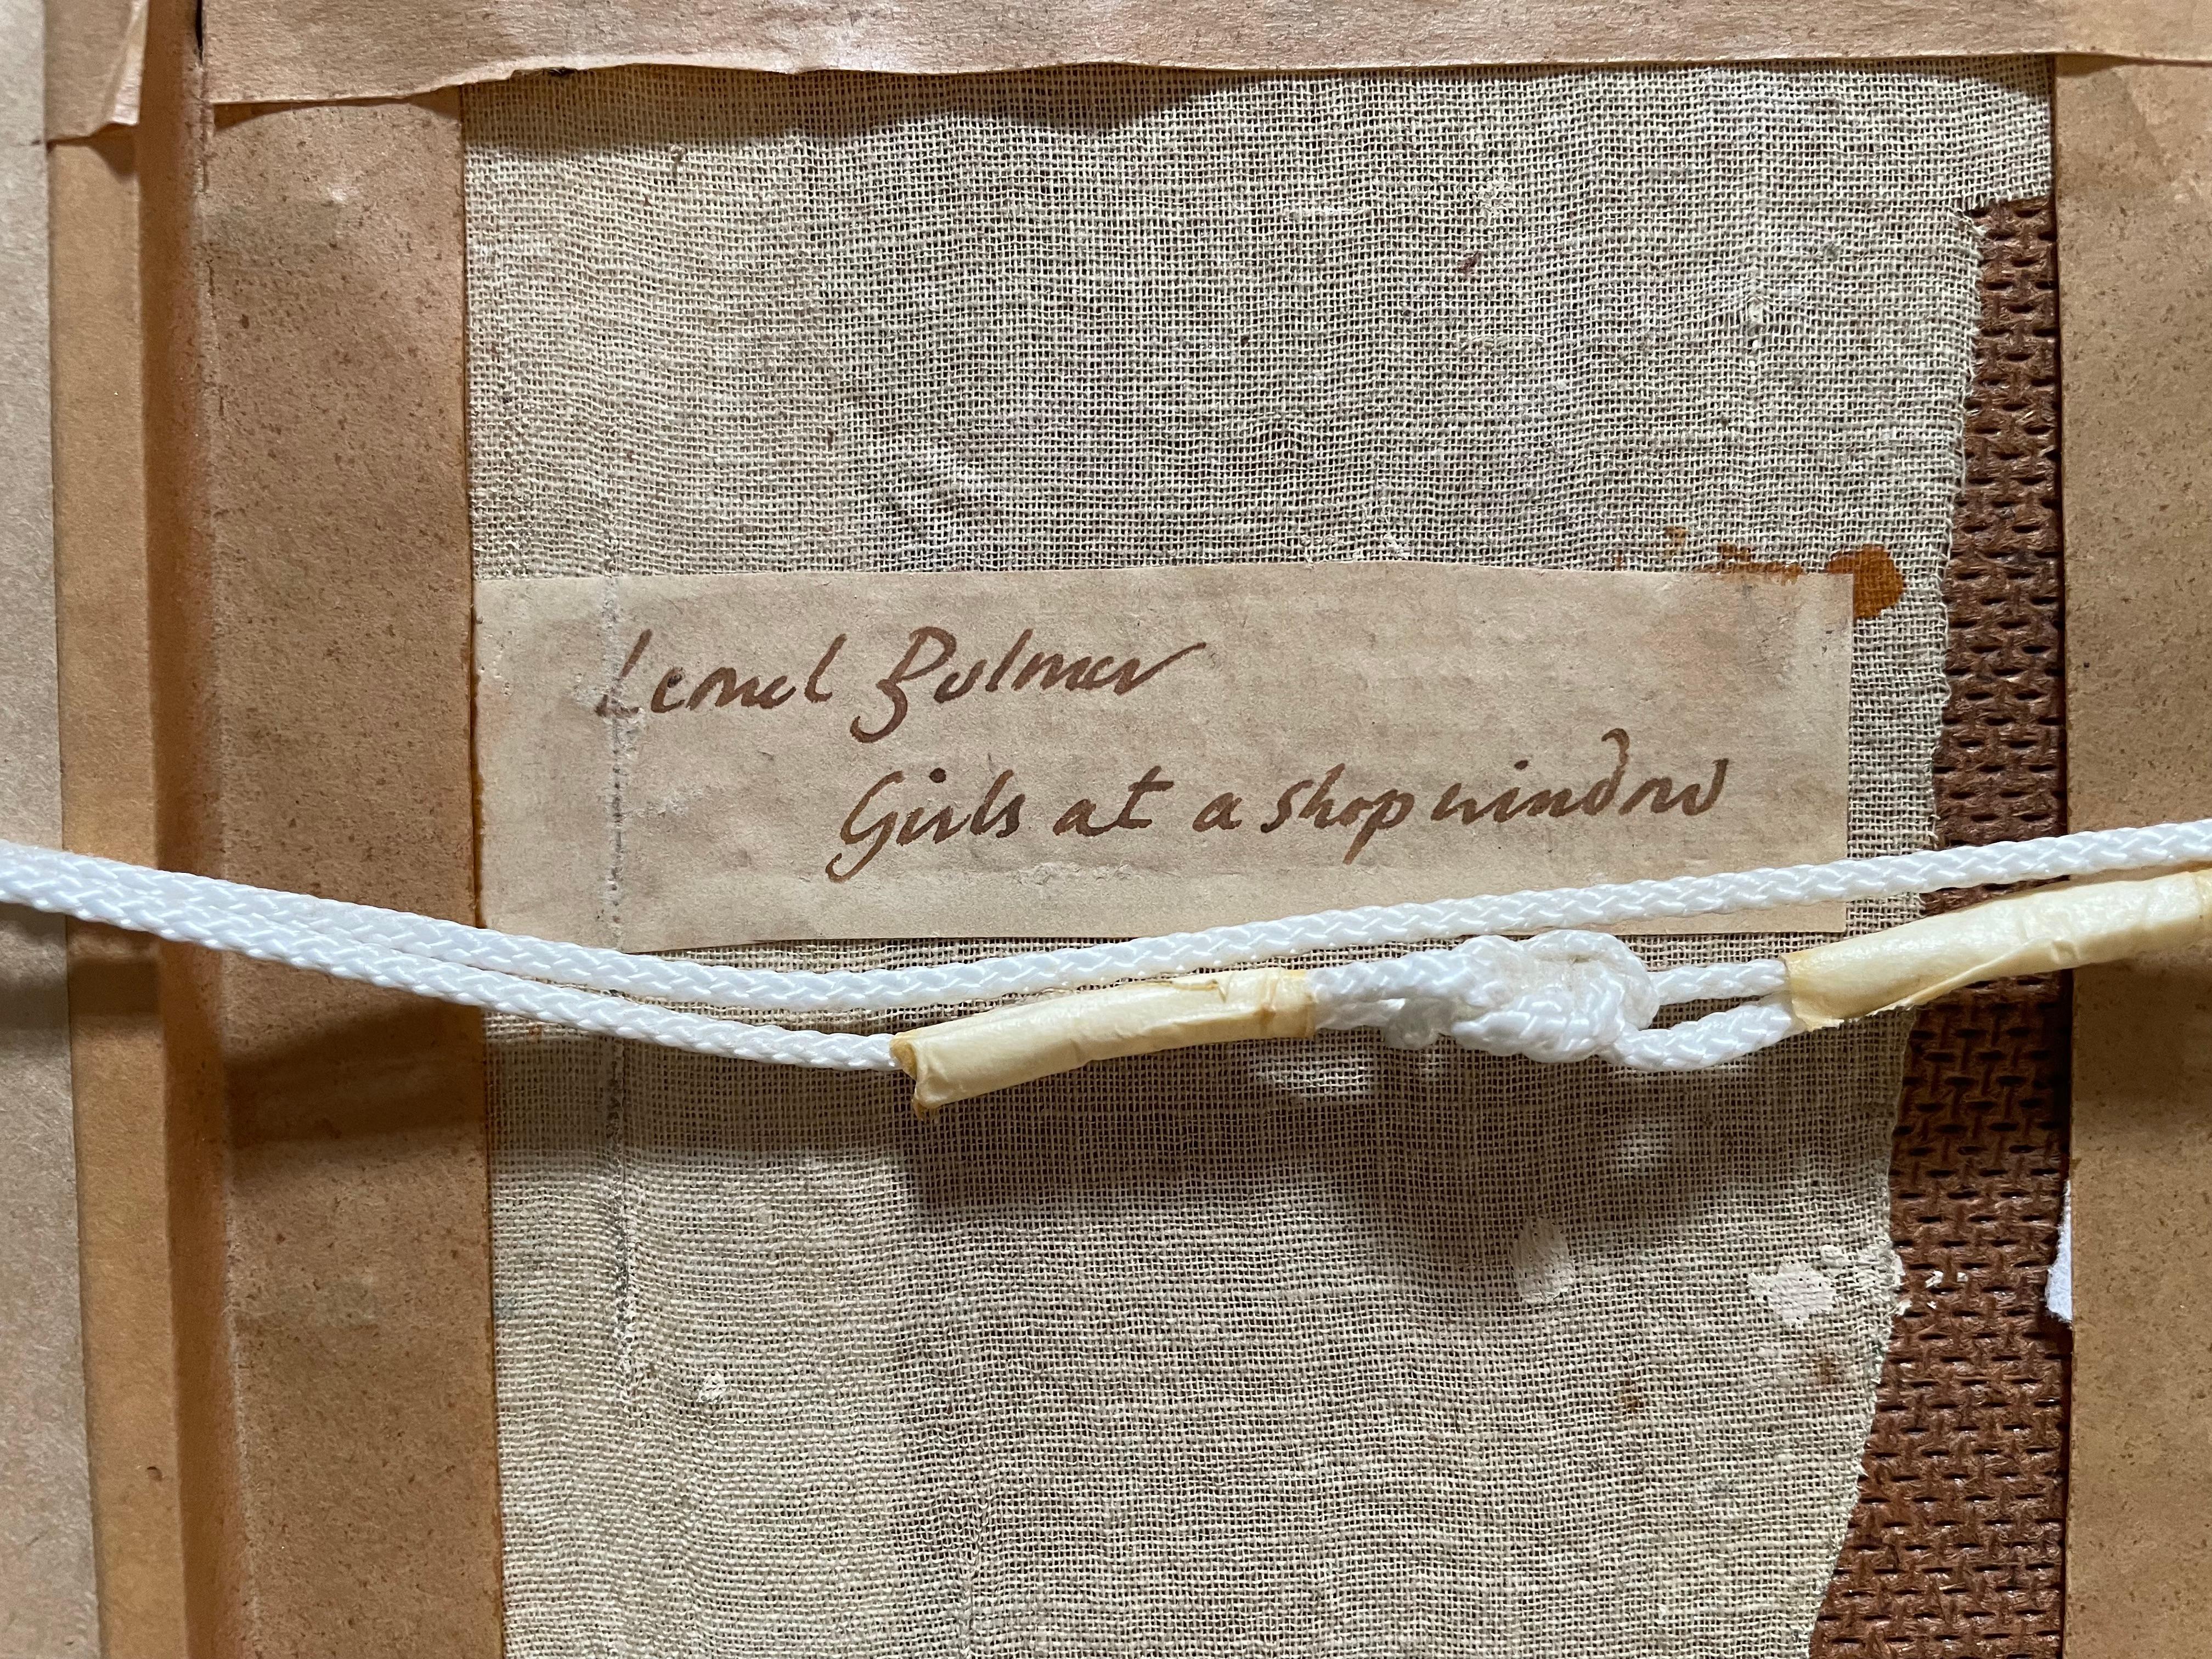 Lionel Bulmer
Girls at a shop window